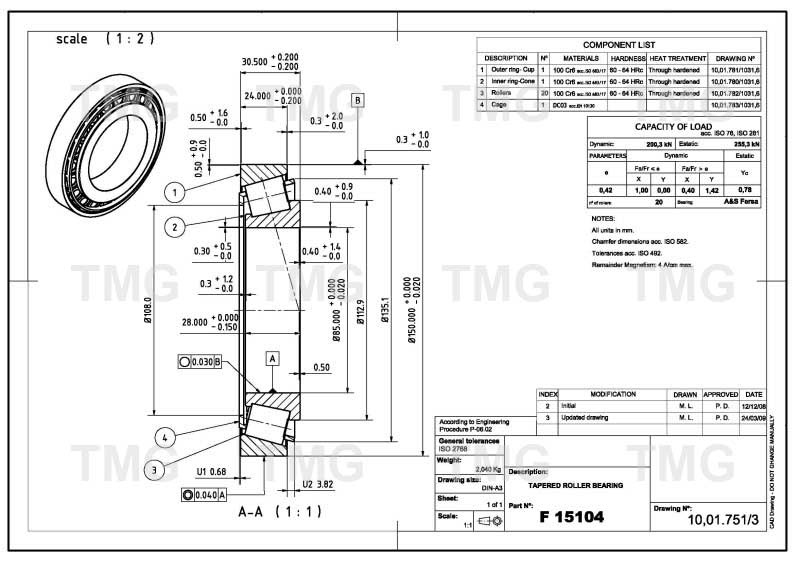 scale ( 1 : 2 )
30.500 + 0.200
- 0.200
24.000 + 0.000
- 0.200
0.50 + 1.6
- 0.0
0.3 + 2.0
- 0.0
B
0.3 + 1.0
- 0.0
0.50 + 0.9
- 0.0
1
2
0.40 + 0.9
- 0.0
0.30 + 0.5
- 0.0
0.40 + 1.4
- 0.0
0.3 + 1.2
- 0.0
28.000 + 0.000
- 0.150
Ø108.0
Ø85.000 + 0.000
- 0.020
Ø112.9
Ø135.1
Ø150.000 + 0.000
- 0.020
0.030 B
A
0.50
4
3
U1 0.68
U2 3.82
0.040 A
A-A ( 1 : 1 )
TMG TMG TMG TMG
TMG TMG TMG TMG
TMG TMG TMG TMG
COMPONENT LIST
DESCRIPTION Nº MATERIALS HARDNESS HEAT TREATMENT DRAWING Nº
1 Outer ring- Cup 1 100 Cr6 acc.SO 683/17 60 - 64 HRc Through hardened 10,01.781/1031,6
2 Inner ring-Cone 1 100 Cr6 acc.SO 683/17 60 - 64 HRc Through hardened 10,01.780/1031,6
3 Rollers 20 100 Cr6 acc.SO 683/17 60 - 64 HRc Through hardened 10,01.782/1031,6
4 Cage 1 DC03 acc.EN 10130 10,01.783/1031,6
CAPACITY OF LOAD
acc. ISO 76, ISO 281
Dynamic: 200,3 kN Estatic: 255,3 kN
PARAMETERS Dynamic Estatic
e Fa/Fr < e Fa/Fr > e Yo
X Y X Y
0,42 1,00 0,00 0,40 1,42 0,78
nº of rollers: 20 Bearing A&S Fersa
NOTES:
All units in mm.
Chamfer dimensions acc. ISO 582.
Tolerances acc. ISO 492.
Remainder Magnetism: 4 A/cm max.
INDEX MODIFICATION DRAWN APPROVED DATE
2 Initial M. L. P. D. 12/12/08
3 Updated drawing M. L. P. D. 24/03/09
According to Engineering
Procedure P-06.02
General tolerances
ISO 2768
Weight:
2,040 Kg
Drawing size:
DIN-A3
Sheet:
1 of 1
Scale:
1:1
Description:
TAPERED ROLLER BEARING
Part Nº:
F 15104
Drawing Nº:
10,01.751/3
CAD Drawing - DO NOT CHANGE MANUALLY